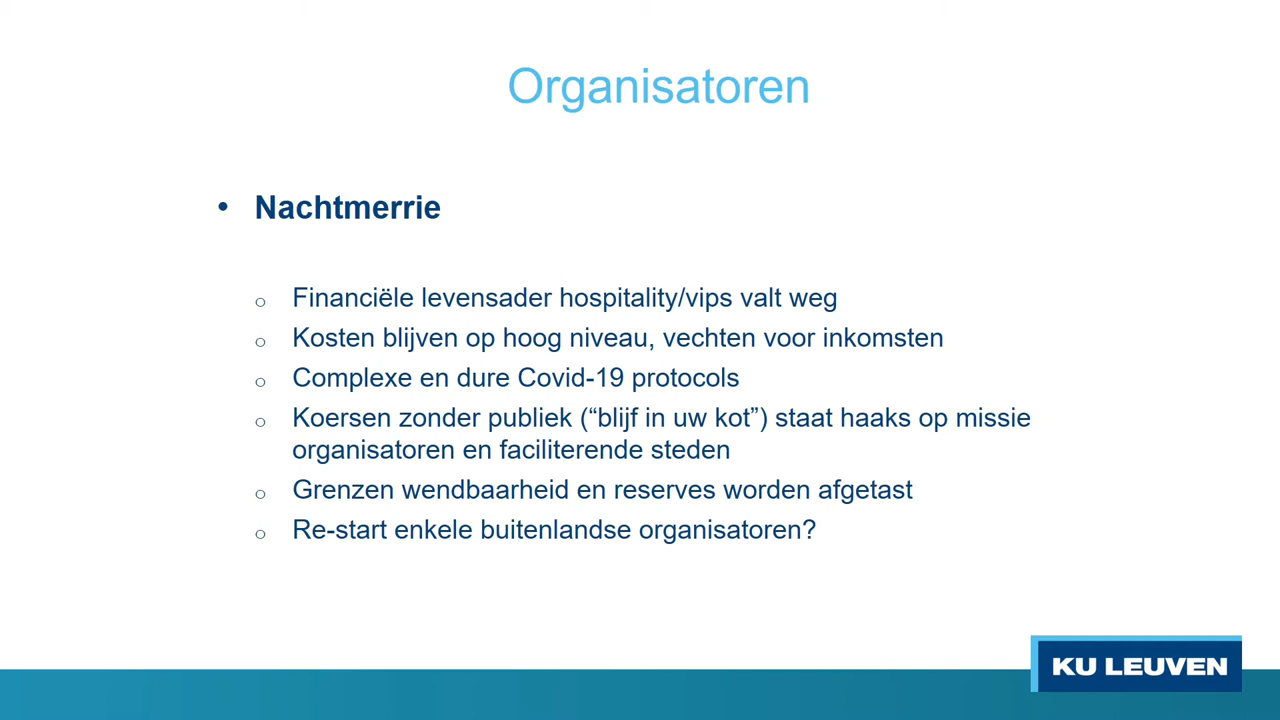 Organisatoren
• Nachtmerrie
o Financiële levensader hospitality/vips valt weg
o Kosten blijven op hoog niveau, vechten voor inkomsten
o Complexe en dure Covid-19 protocols
o Koersen zonder publiek (“blijf in uw kot”) staat haaks op missie
organisatoren en faciliterende steden
o Grenzen wendbaarheid en reserves worden afgetast
o Re-start enkele buitenlandse organisatoren?
KU LEUVEN